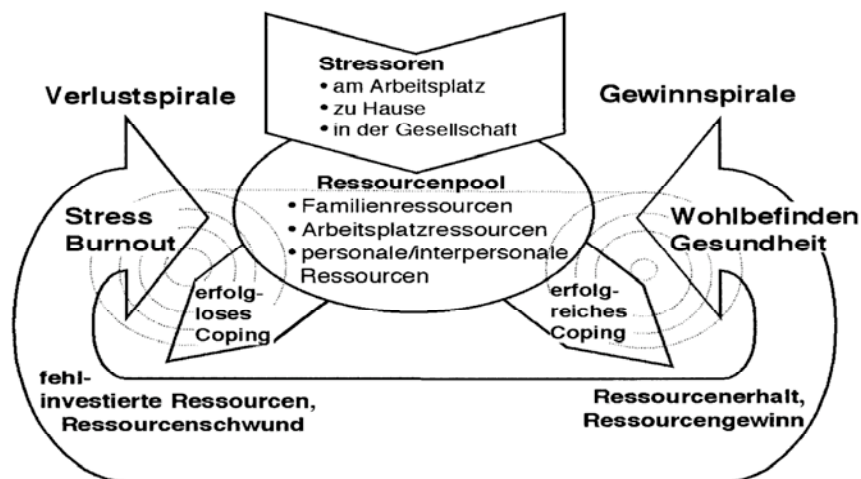 Stressoren
• am Arbeitsplatz
• zu Hause
• in der Gesellschaft
Verlustspirale
Gewinnspirale
Ressourcenpool
• Familienressourcen
• Arbeitsplatzressourcen
• personale/interpersonale
Ressourcen
Stress
Burnout
Wohlbefinden
Gesundheit
erfolg-
loses
Coping
erfolg-
reiches
Coping
fehl-
investierte Ressourcen,
Ressourcenschwund
Ressourcenerhalt,
Ressourcengewinn